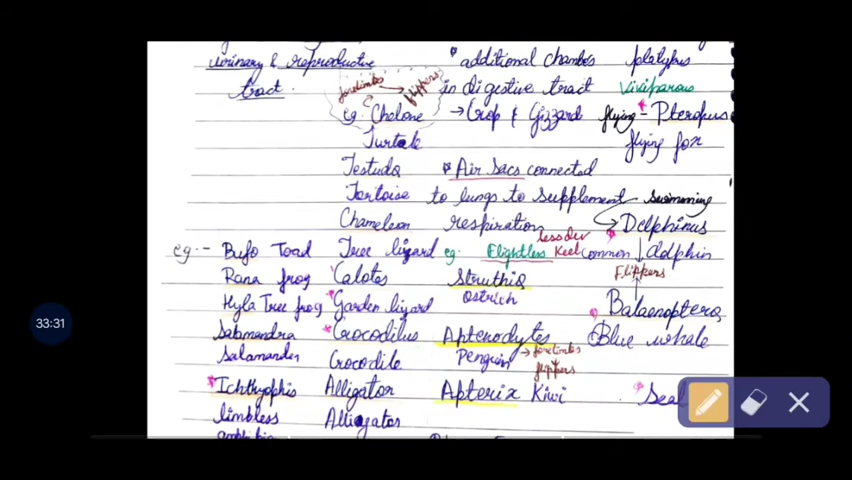 urinary & reproductive
tract.
forelimbs → flippers
eg. Chelone
Turtle
Testudo
Tortoise
Chameleon
Tree lizard
Calotes
Garden lizard
Crocodilus
Crocodile
Alligator
Alligator
eg:- Bufo Toad
Rana frog
Hyla Tree frog
Salamandra
Salamander
Ichthyophis
limbless
additional chambers
in digestive tract
→ Crop & Gizzard
Air sacs connected
to lungs to supplement
respiration
less dev
eg. Flightless Keel
Struthio
Ostrich
Aptenodytes
Penguin → forelimbs
flippers
Apterix Kiwi
platypus
Viviparous
flying - Pteropus
flying fox
swimming
Delphinus
common dolphin
Flippers
Balaenoptera
Blue whale
Seal
33:31